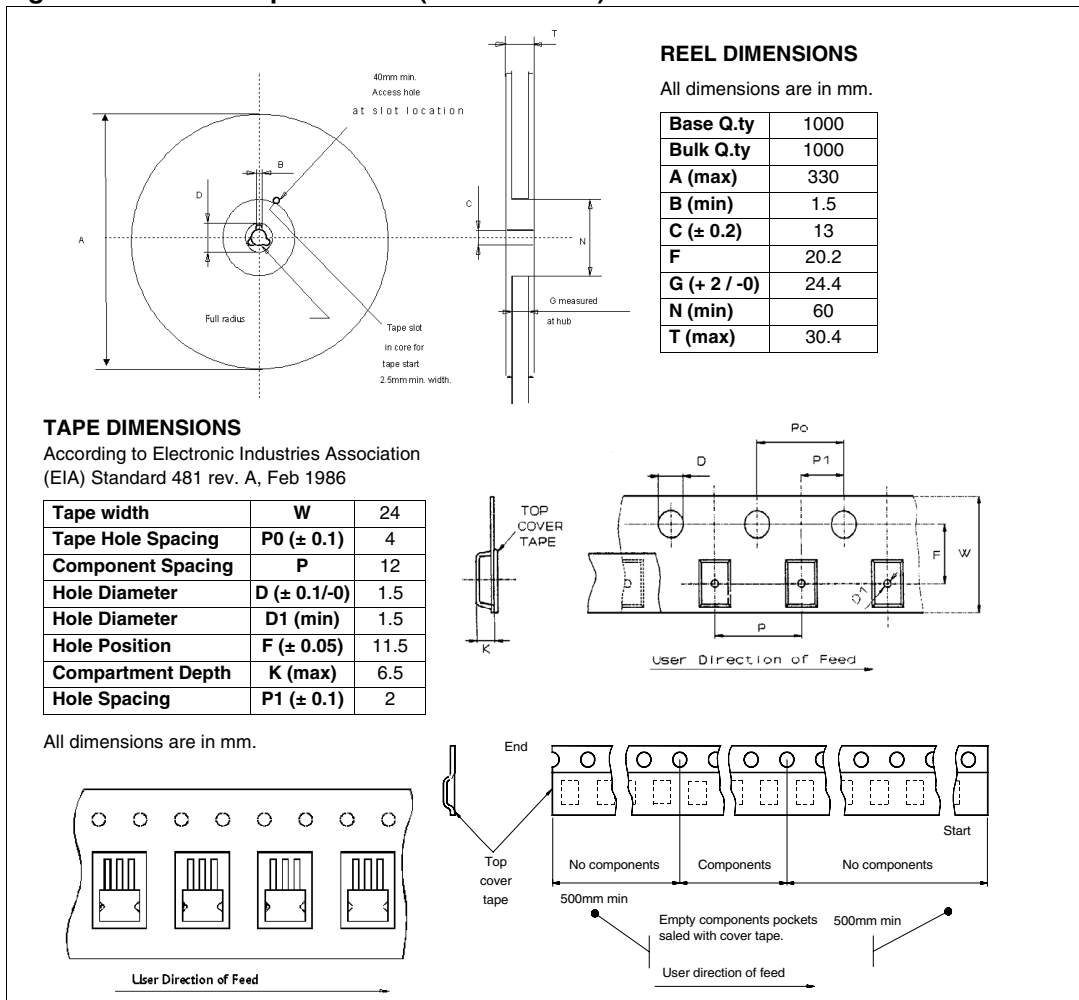 T
40mm min.
Access hole
at slot location
B
D
C
A
N
Full radius
G measured
at hub
Tape slot
in core for
tape start
2.5mm min. width.
REEL DIMENSIONS
All dimensions are in mm.
Base Q.ty 1000
Bulk Q.ty 1000
A (max) 330
B (min) 1.5
C (± 0.2) 13
F 20.2
G (+ 2 / -0) 24.4
N (min) 60
T (max) 30.4
TAPE DIMENSIONS
According to Electronic Industries Association
(EIA) Standard 481 rev. A, Feb 1986
Tape width W 24
Tape Hole Spacing P0 (± 0.1) 4
Component Spacing P 12
Hole Diameter D (± 0.1/-0) 1.5
Hole Diameter D1 (min) 1.5
Hole Position F (± 0.05) 11.5
Compartment Depth K (max) 6.5
Hole Spacing P1 (± 0.1) 2
All dimensions are in mm.
TOP
COVER
TAPE
K
Po
D
P1
F
W
D1
P
User Direction of Feed
User Direction of Feed
End
Start
Top
cover
tape
No components
Components
No components
500mm min
Empty components pockets
saled with cover tape.
500mm min
User direction of feed